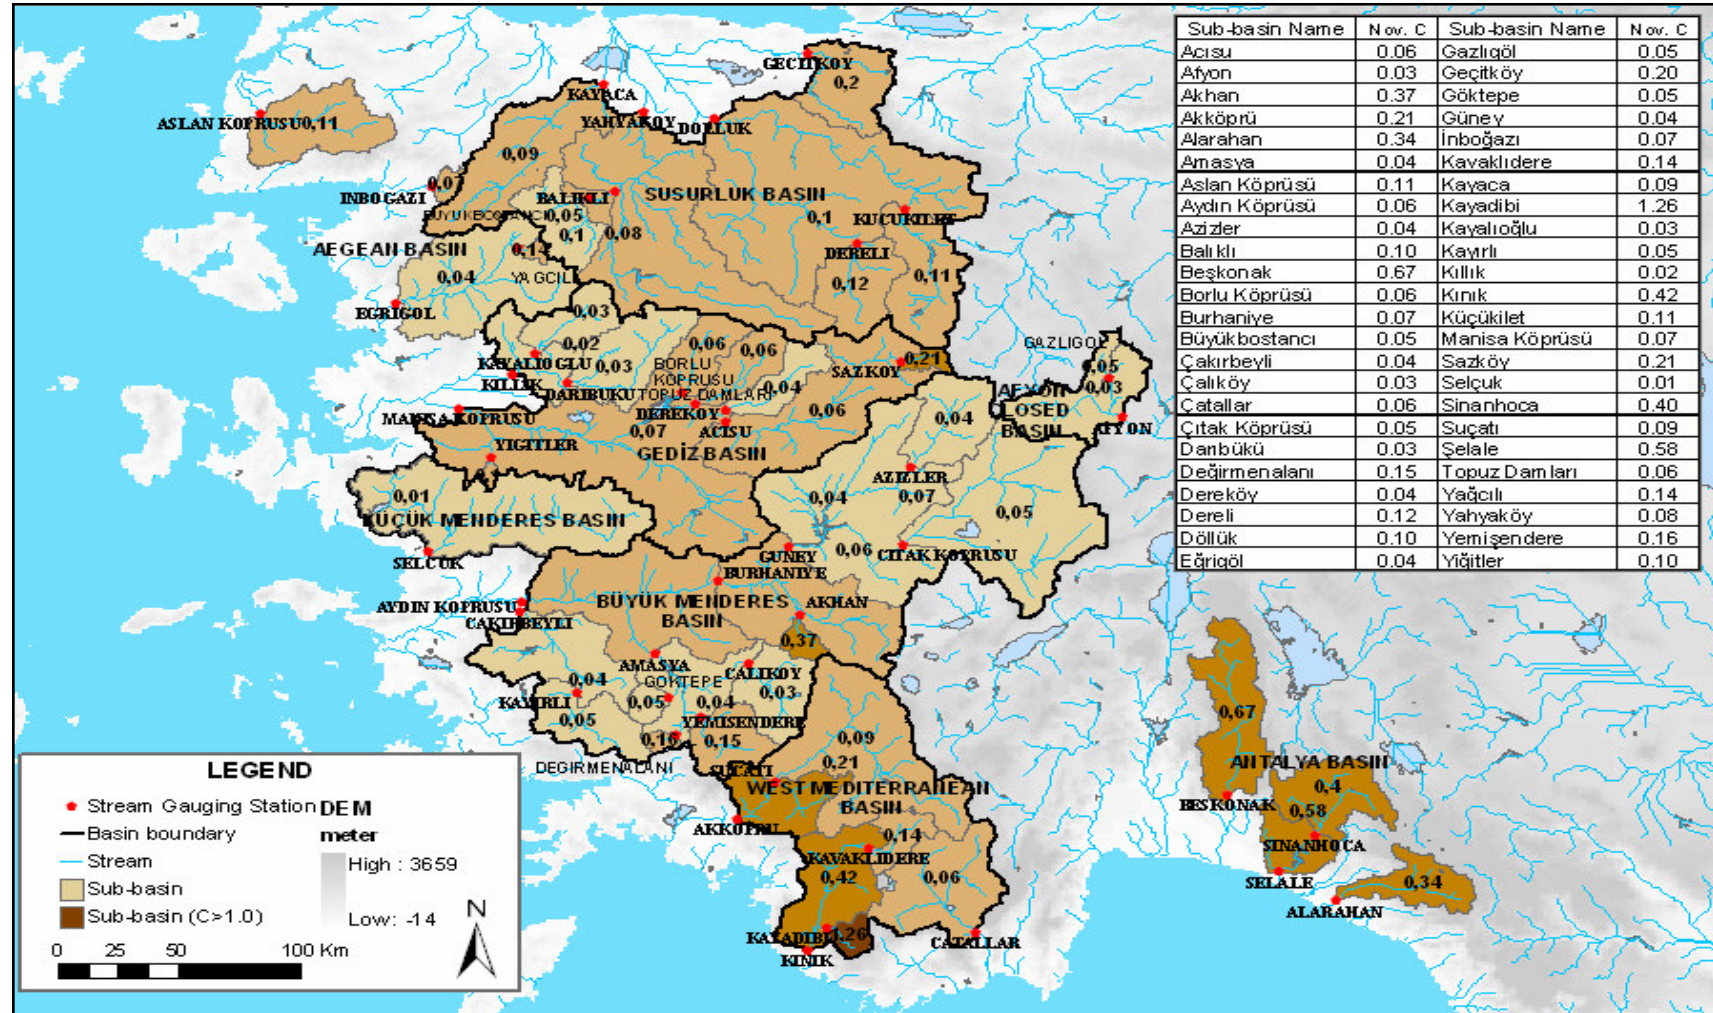 Sub-basin Name Nov. C Sub-basin Name Nov. C
Acısu 0.06 Gazlıgöl 0.05
Afyon 0.03 Geçitköy 0.20
Akhan 0.37 Göktepe 0.05
Akköprü 0.21 Güney 0.04
Alarahan 0.34 İnboğazı 0.07
Amasya 0.04 Kavaklıdere 0.14
Aslan Köprüsü 0.11 Kayaca 0.09
Aydın Köprüsü 0.06 Kayadibi 1.26
Azizler 0.04 Kayalıoğlu 0.03
Balıklı 0.10 Kayırlı 0.05
Beşkonak 0.67 Kıllık 0.02
Borlu Köprüsü 0.06 Kınık 0.42
Burhaniye 0.07 Küçükilet 0.11
Büyükbostancı 0.05 Manisa Köprüsü 0.07
Çakırbeyli 0.04 Sazköy 0.21
Çalıköy 0.03 Selçuk 0.01
Çatallar 0.06 Sinanhoca 0.40
Çıtak Köprüsü 0.05 Suçatı 0.09
Darıbükü 0.03 Şelale 0.58
Değirmenalanı 0.15 Topuz Damları 0.06
Dereköy 0.04 Yağcılı 0.14
Dereli 0.12 Yahyaköy 0.08
Döllük 0.10 Yemişendere 0.16
Eğrigöl 0.04 Yiğitler 0.10
GECITKOY
0,2
KAYACA
ASLAN KOPRUSU 0,11
YAHYAKOY
DOLLUK
0,09
0,07
INBOGAZI
BALIKLI
SUSURLUK BASIN
BUYUKBOSTANCI
0,05
0,1
KUCUKILET
0,1
0,08
AEGEAN BASIN
0,14
DERELI
0,04
YAGCILI
0,12
0,11
EGRIGOL
0,03
0,02
0,06
0,06
GAZLIGOL
KAYALIOGLU
0,03
BORLU
KOPRUSU
SAZKOY
0,21
0,05
KILLIK
DARIBUKU
TOPUZ DAMLARI
0,04
0,03
AFYON
CLOSED
BASIN
MANISA KOPRUSU
DEREKOY
0,06
0,04
AFYON
0,07
ACISU
YIGITLER
GEDİZ BASIN
AZIZLER
0,01
0,04
0,07
0,05
KÜÇÜK MENDERES BASIN
GUNEY
0,06
CITAK KOPRUSU
SELCUK
BURHANIYE
AYDIN KOPRUSU
BÜYÜK MENDERES
BASIN
AKHAN
CAKIRBEYLI
0,37
AMASYA
CALIKOY
0,04
GOKTEPE
KAYIRLI
0,05
0,04
0,03
0,05
YEMISENDERE
0,16
0,15
0,09
DEGIRMENALANI
SUCATI
0,21
WEST MEDITERRANEAN
BASIN
AKKOPRU
0,14
KAVAKLIDERE
0,42
0,06
KAYADIBI
1,26
CATALLAR
KINIK
0,67
ANTALYA BASIN
0,4
BESKONAK
0,58
SINANHOCA
SELALE
0,34
ALARAHAN
LEGEND
Stream Gauging Station
Basin boundary
Stream
Sub-basin
Sub-basin (C>1.0)
DEM
meter
High : 3659
Low: -14
N
0 25 50 100 Km